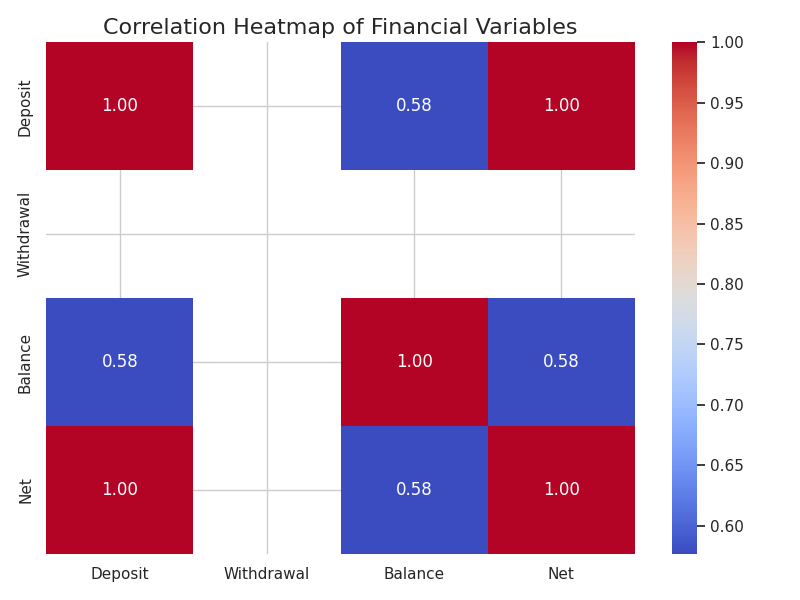 Correlation Heatmap of Financial Variables
Deposit
1.00
0.58
1.00
Withdrawal
Balance
0.58
1.00
0.58
Net
1.00
0.58
1.00
Deposit
Withdrawal
Balance
Net
1.00
0.95
0.90
0.85
0.80
0.75
0.70
0.65
0.60